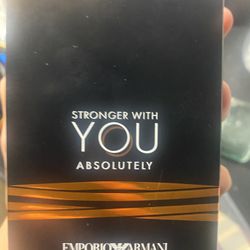 STRONGER WITH
YOU
ABSOLUTELY
EMPORIO ARMANI